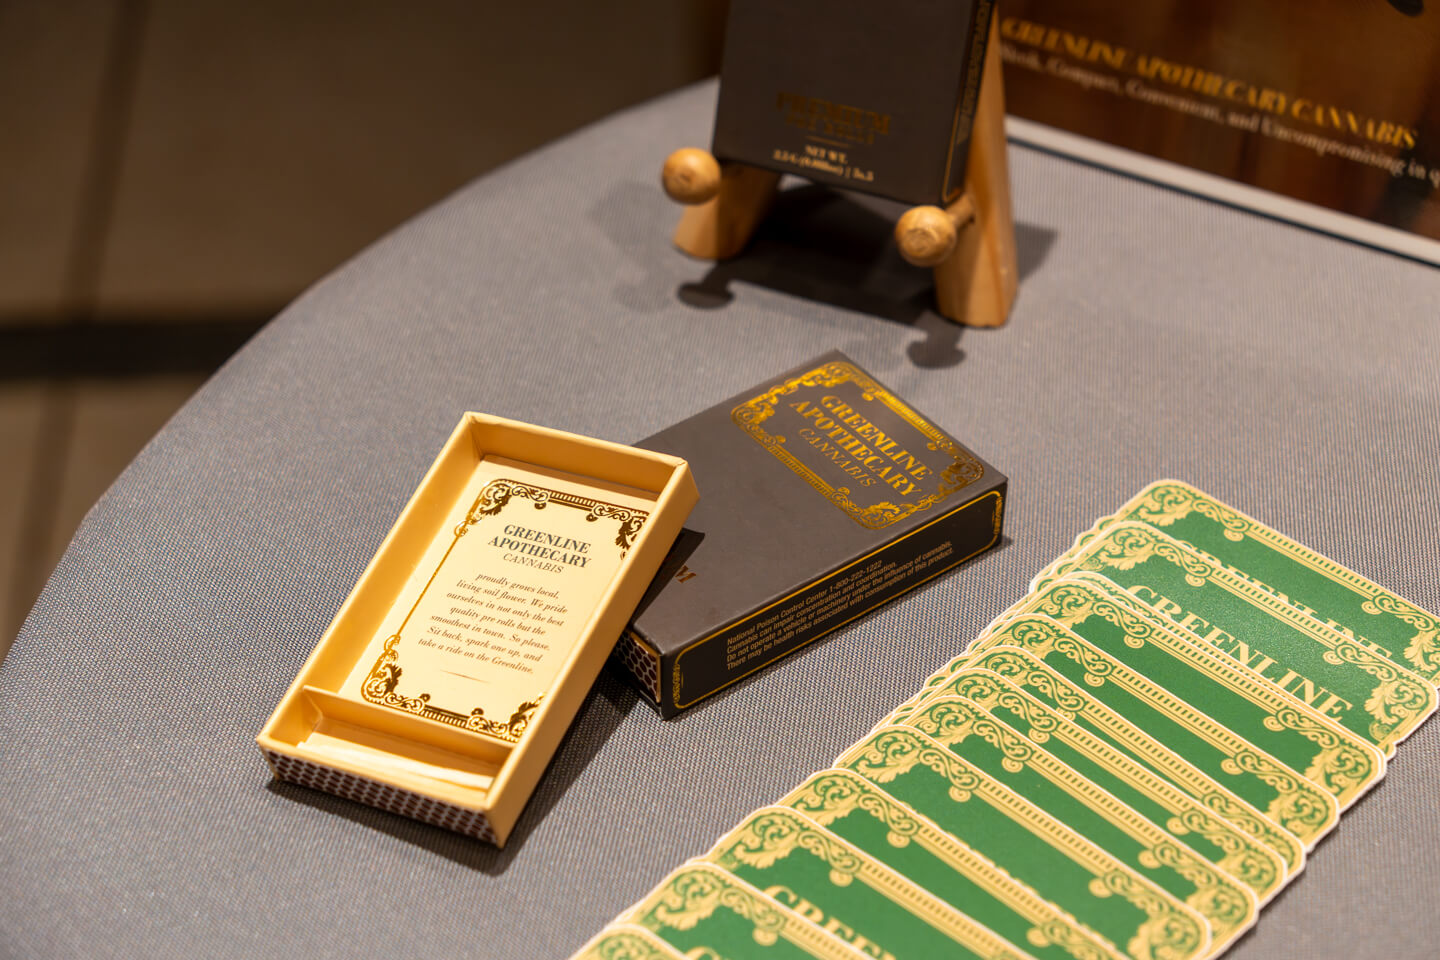 PREMIUM
NET WT.
GREENLINE APOTHECARY CANNABIS
Sleek, Compact, Convenient, and Uncompromising in
GREENLINE
APOTHECARY
CANNABIS
National Poison Control Center 1-800-222-1222
Cannabis can impair concentration and coordination.
Do not operate a vehicle or machinery under the influence of cannabis.
There may be health risks associated with consumption of this product.
GREENLINE
APOTHECARY
CANNABIS
proudly grows local,
living soil flower. We pride
ourselves in not only the best
quality pre rolls but the
smoothest in town. So please.
Sit back, spark one up, and
take a ride on the Greenline.
GREENLINE